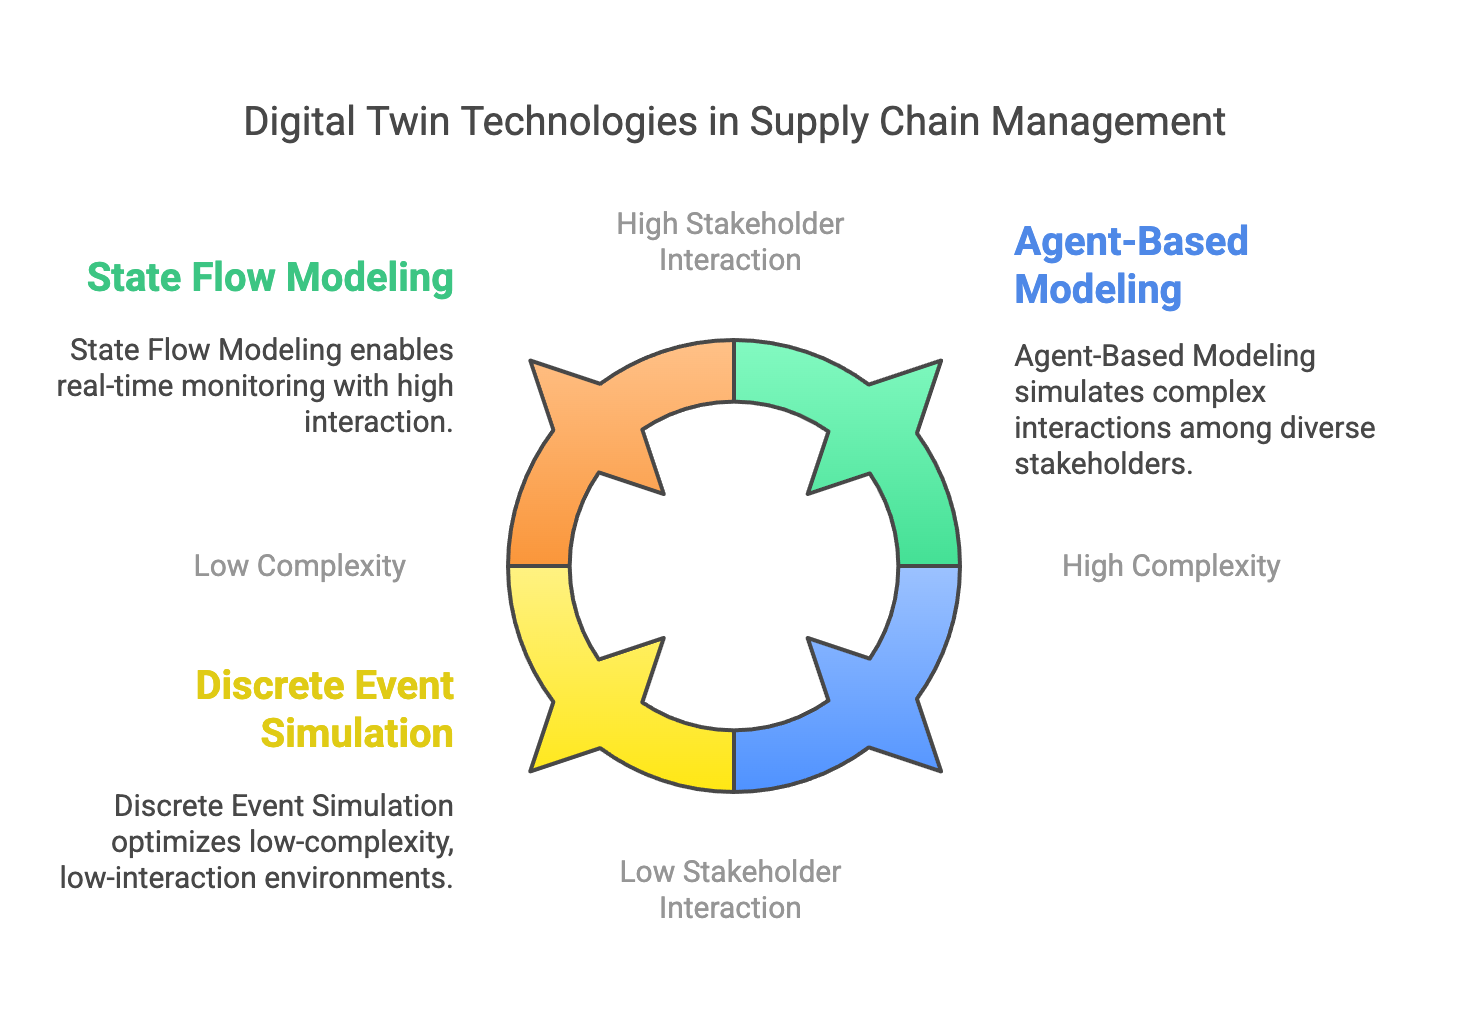 Digital Twin Technologies in Supply Chain Management
High Stakeholder
Interaction
State Flow Modeling
State Flow Modeling enables
real-time monitoring with high
interaction.
Agent-Based
Modeling
Agent-Based Modeling
simulates complex
interactions among diverse
stakeholders.
Low Complexity
High Complexity
Discrete Event
Simulation
Discrete Event Simulation
optimizes low-complexity,
low-interaction environments.
Low Stakeholder
Interaction